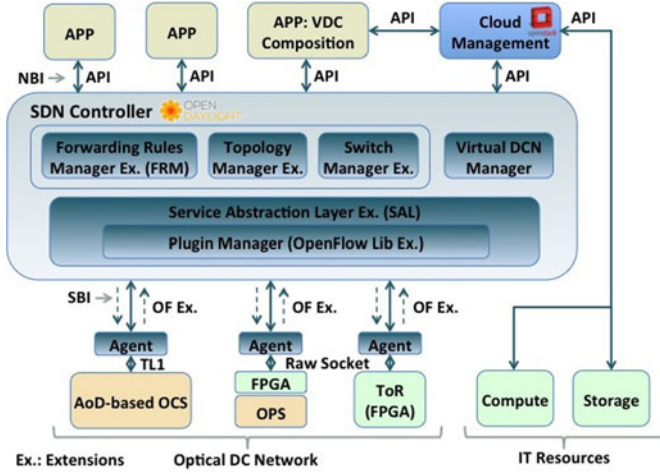 APP
APP
APP: VDC
Composition
API
Cloud
Management
openstack
API
NBI
API
API
API
API
SDN Controller
OPEN
DAYLIGHT
Forwarding Rules
Manager Ex. (FRM)
Topology
Manager Ex.
Switch
Manager Ex.
Virtual DCN
Manager
Service Abstraction Layer Ex. (SAL)
Plugin Manager (OpenFlow Lib Ex.)
SBI
OF Ex.
OF Ex.
OF Ex.
Agent
Agent
Agent
TL1
Raw Socket
AoD-based OCS
FPGA
OPS
ToR
(FPGA)
Compute
Storage
Ex.: Extensions
Optical DC Network
IT Resources